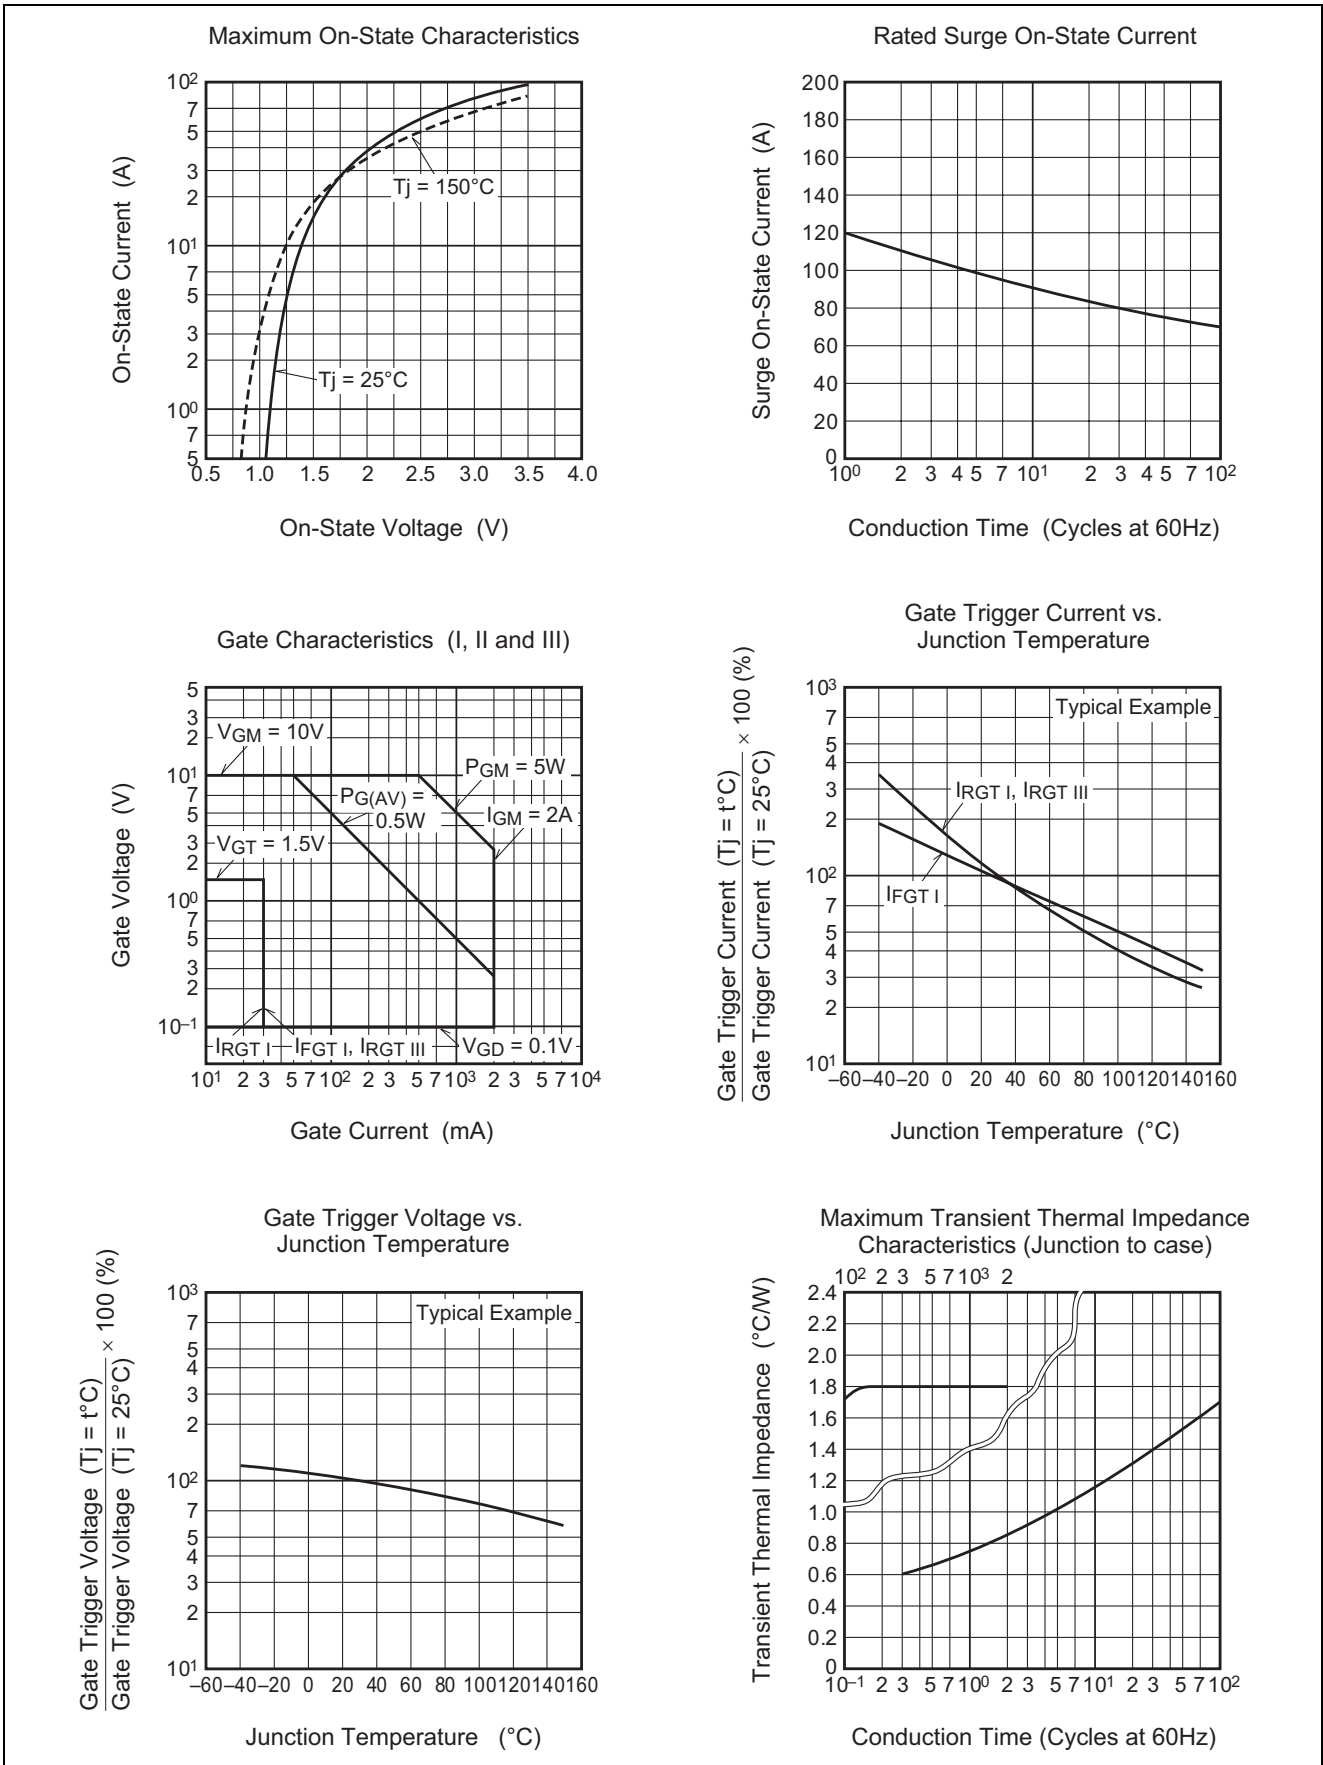 Maximum On-State Characteristics
On-State Current (A)
10²
7
5
3
2
10¹
7
5
3
2
10⁰
7
5
Tj = 150°C
Tj = 25°C
0.5 1.0 1.5 2 2.5 3.0 3.5 4.0
On-State Voltage (V)
Rated Surge On-State Current
Surge On-State Current (A)
200
180
160
140
120
100
80
60
40
20
0
10⁰ 2 3 4 5 7 10¹ 2 3 4 5 7 10²
Conduction Time (Cycles at 60Hz)
Gate Characteristics (I, II and III)
Gate Voltage (V)
5
3
2
10¹
7
5
3
2
10⁰
7
5
3
2
10⁻¹
VGM = 10V
PGM = 5W
PG(AV) =
0.5W
IGM = 2A
VGT = 1.5V
IRGT I
IFGT I, IRGT III
VGD = 0.1V
10¹ 2 3 5 7 10² 2 3 5 7 10³ 2 3 5 7 10⁴
Gate Current (mA)
Gate Trigger Current vs.
Junction Temperature
Gate Trigger Current (Tj = t°C)
Gate Trigger Current (Tj = 25°C)
× 100 (%)
10³
7
5
4
3
2
10²
7
5
4
3
2
10¹
Typical Example
IRGT I, IRGT III
IFGT I
–60–40–20 0 20 40 60 80 100120140160
Junction Temperature (°C)
Gate Trigger Voltage vs.
Junction Temperature
Gate Trigger Voltage (Tj = t°C)
Gate Trigger Voltage (Tj = 25°C)
× 100 (%)
10³
7
5
4
3
2
10²
7
5
4
3
2
10¹
Typical Example
–60–40–20 0 20 40 60 80 100120140160
Junction Temperature (°C)
Maximum Transient Thermal Impedance
Characteristics (Junction to case)
10² 2 3 5 7 10³ 2
Transient Thermal Impedance (°C/W)
2.4
2.2
2.0
1.8
1.6
1.4
1.2
1.0
0.8
0.6
0.4
0.2
0
10⁻¹ 2 3 5 7 10⁰ 2 3 5 7 10¹ 2 3 5 7 10²
Conduction Time (Cycles at 60Hz)